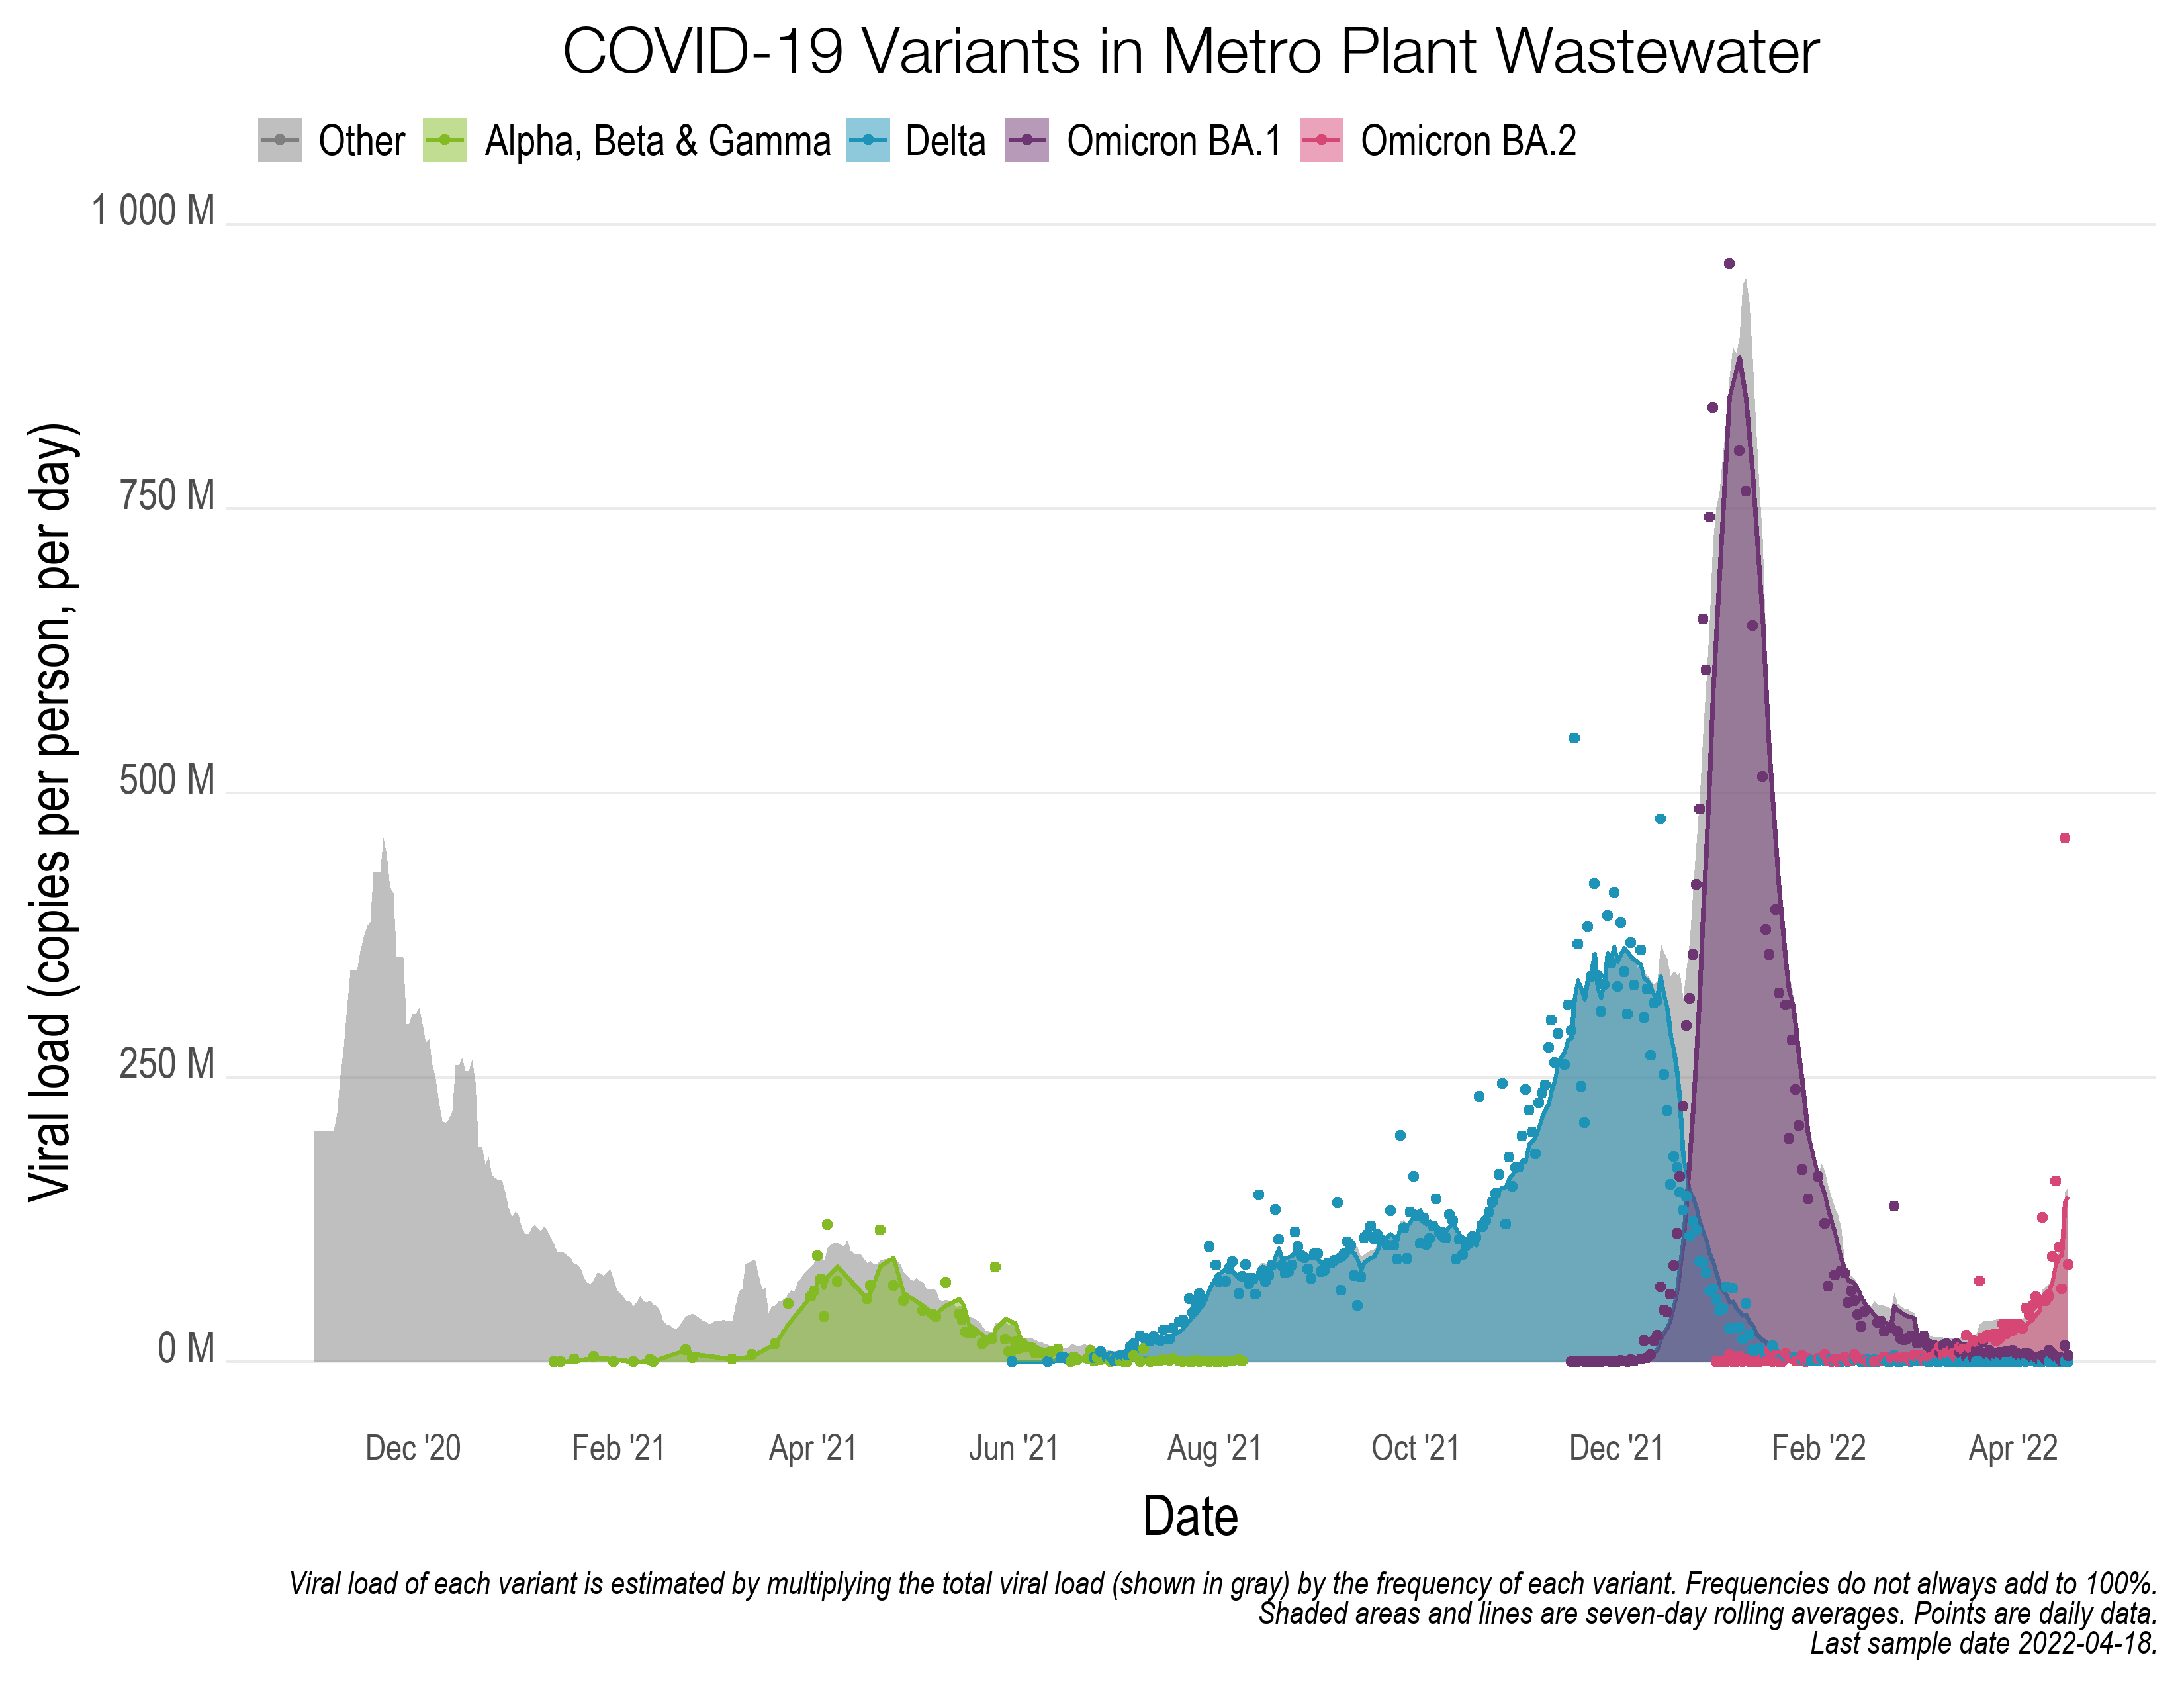 COVID-19 Variants in Metro Plant Wastewater
Other Alpha, Beta & Gamma Delta Omicron BA.1 Omicron BA.2
1 000 M
750 M
500 M
250 M
0 M
Viral load (copies per person, per day)
Dec '20 Feb '21 Apr '21 Jun '21 Aug '21 Oct '21 Dec '21 Feb '22 Apr '22
Date
Viral load of each variant is estimated by multiplying the total viral load (shown in gray) by the frequency of each variant. Frequencies do not always add to 100%.
Shaded areas and lines are seven-day rolling averages. Points are daily data.
Last sample date 2022-04-18.